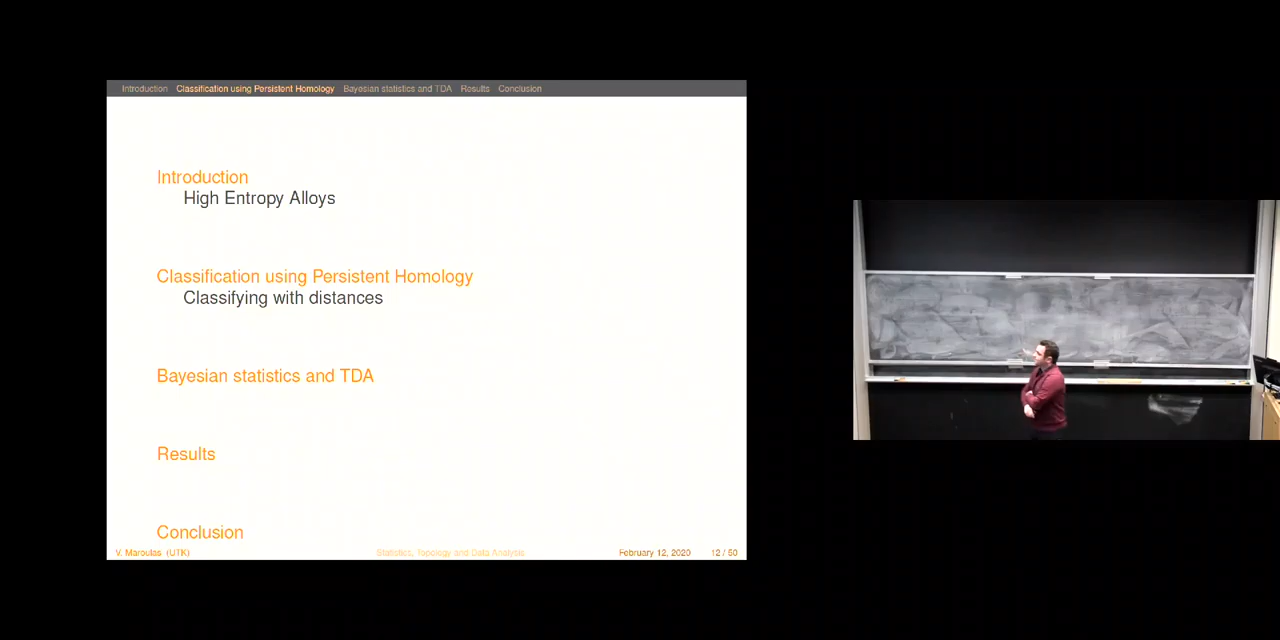 Introduction Classification using Persistent Homology Bayesian statistics and TDA Results Conclusion
Introduction
High Entropy Alloys
Classification using Persistent Homology
Classifying with distances
Bayesian statistics and TDA
Results
Conclusion
V. Maroulas (UTK) Statistics, Topology and Data Analysis February 12, 2020 12 / 50